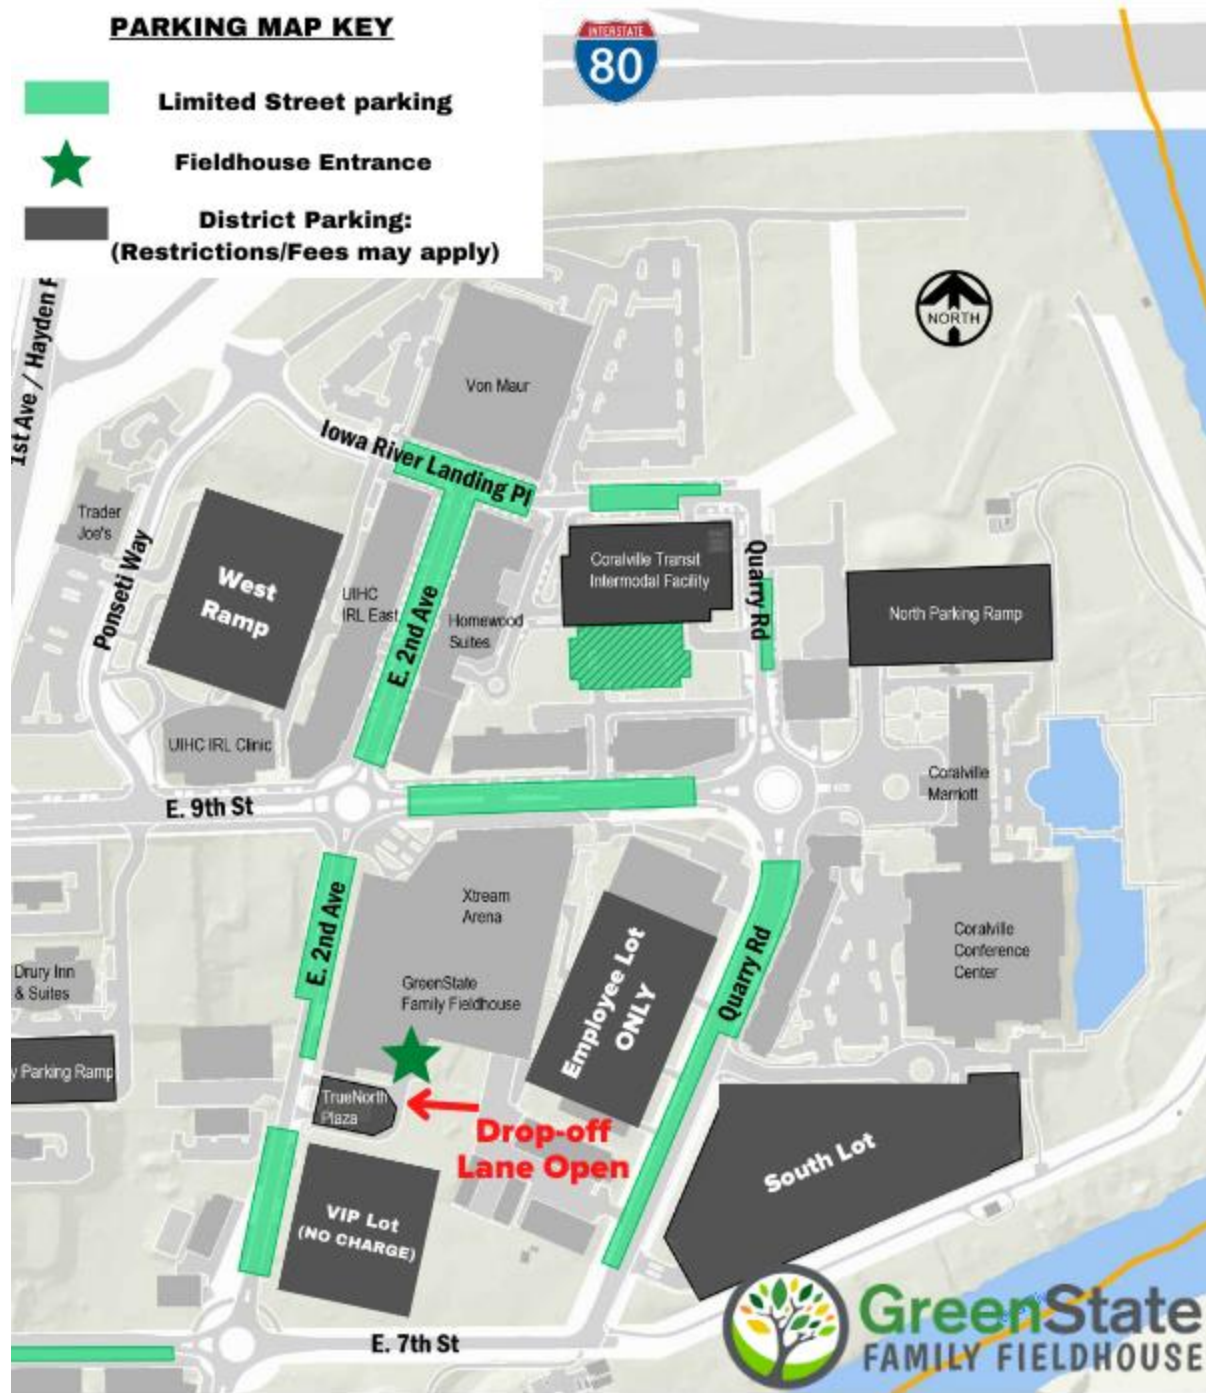 PARKING MAP KEY
Limited Street parking
Fieldhouse Entrance
District Parking:
(Restrictions/Fees may apply)
INTERSTATE
80
NORTH
1st Ave / Hayden F
Von Maur
Iowa River Landing Pl
Trader
Joe's
Ponseti Way
West
Ramp
UIHC
IRL East
E. 2nd Ave
Homewood
Suites
Coralville Transit
Intermodal Facility
Quarry Rd
North Parking Ramp
UIHC IRL Clinic
Coralville
Marriott
E. 9th St
Xtream
Arena
E. 2nd Ave
GreenState
Family Fieldhouse
Employee Lot
ONLY
Quarry Rd
Coralville
Conference
Center
Drury Inn
& Suites
y Parking Ramp
TrueNorth
Plaza
Drop-off
Lane Open
South Lot
VIP Lot
(NO CHARGE)
E. 7th St
GreenState
FAMILY FIELDHOUSE